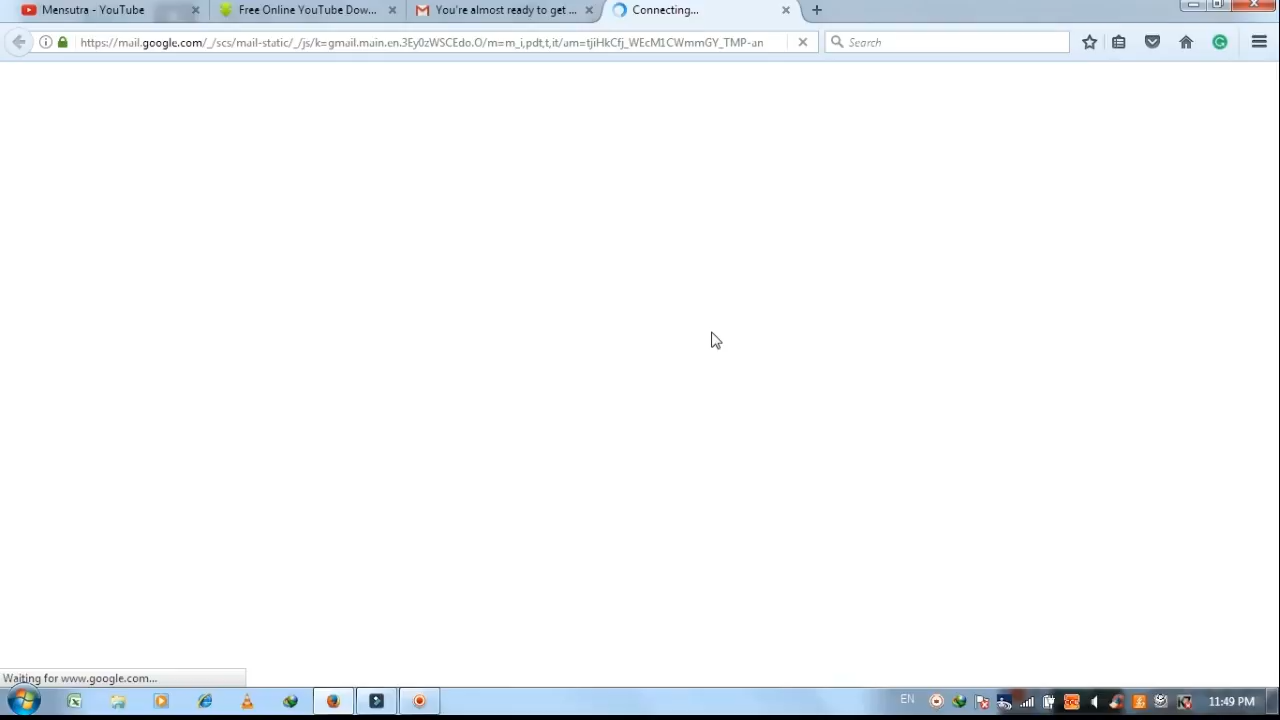 Mensutra - YouTube
Free Online YouTube Dow...
You're almost ready to get ...
Connecting...
https://mail.google.com/_/scs/mail-static/_/js/k=gmail.main.en.3Ey0zWSCEdo.O/m=m_i,pdt,t,it/am=tjiHkCfj_WEcM1CWmmGY_TMP-an
Search
Waiting for www.google.com...
EN
11:49 PM